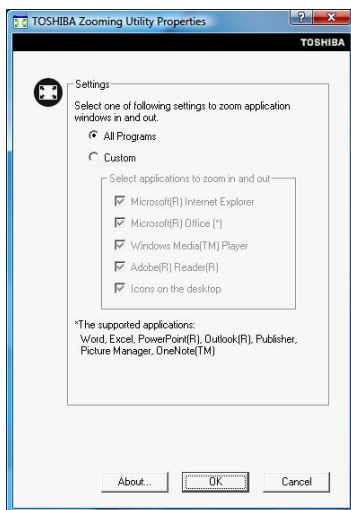 TOSHIBA Zooming Utility Properties
TOSHIBA
Settings
Select one of following settings to zoom application
windows in and out.
All Programs
Custom
Select applications to zoom in and out
Microsoft(R) Internet Explorer
Microsoft(R) Office (*)
Windows Media(TM) Player
Adobe(R) Reader(R)
Icons on the desktop
*The supported applications:
Word, Excel, PowerPoint(R), Outlook(R), Publisher,
Picture Manager, OneNote(TM)
About... OK Cancel